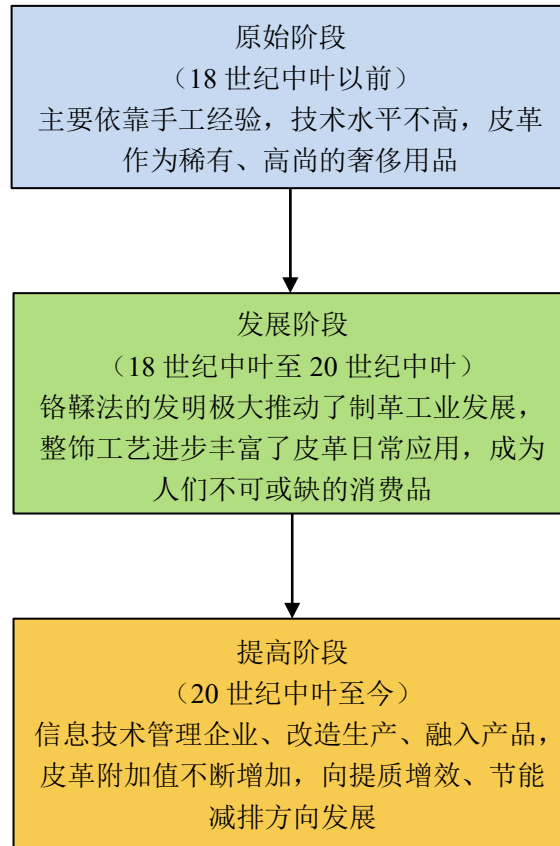 原始阶段
（18 世纪中叶以前）
主要依靠手工经验，技术水平不高，皮革
作为稀有、高尚的奢侈用品
发展阶段
（18 世纪中叶至 20 世纪中叶）
铬鞣法的发明极大推动了制革工业发展，
整饰工艺进步丰富了皮革日常应用，成为
人们不可或缺的消费品
提高阶段
（20 世纪中叶至今）
信息技术管理企业、改造生产、融入产品，
皮革附加值不断增加，向提质增效、节能
减排方向发展